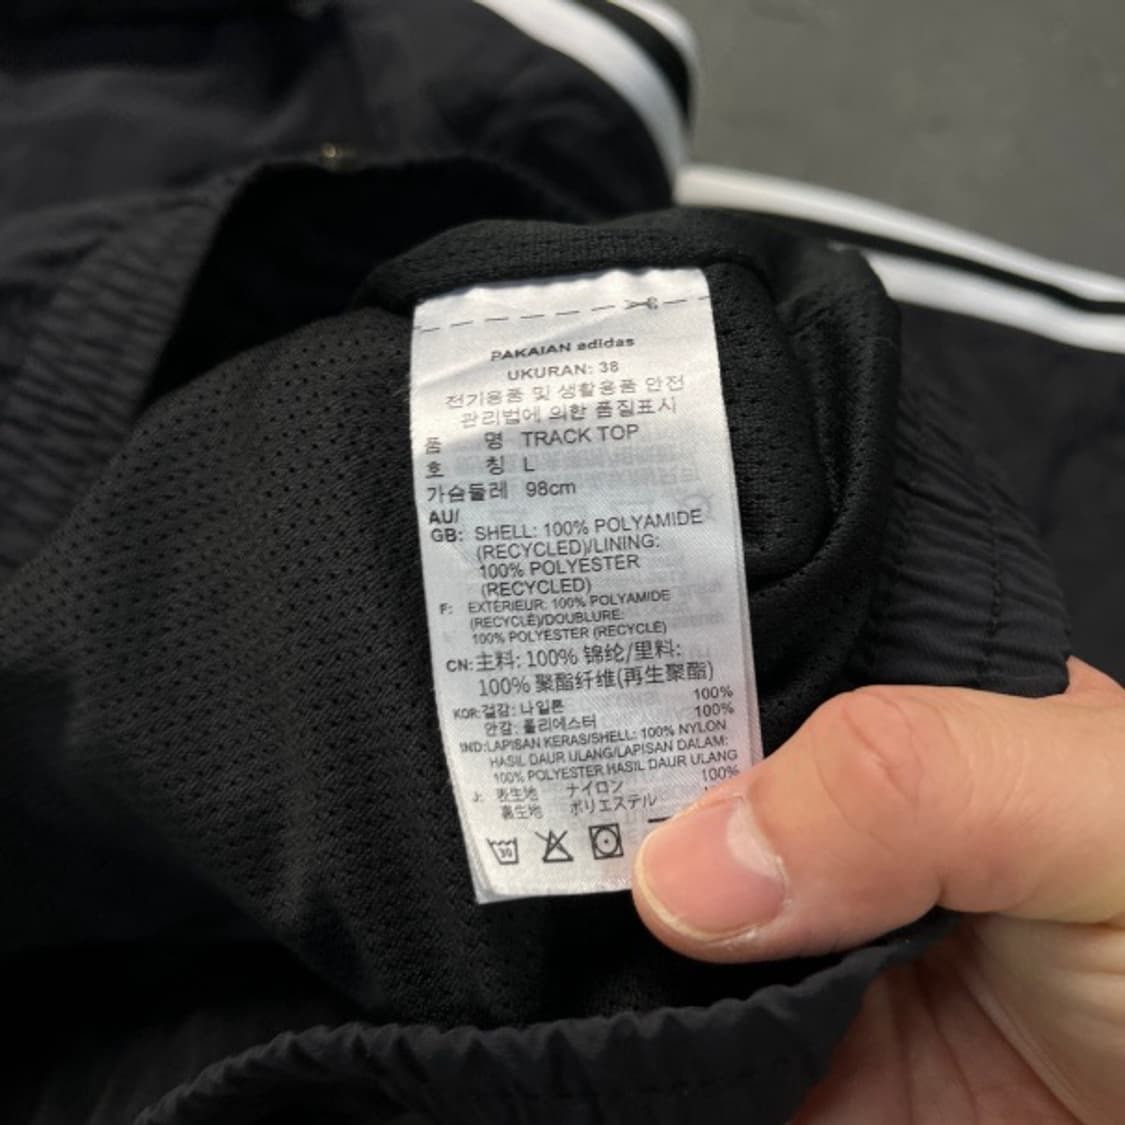 PAKAIAN adidas
UKURAN: 38
전기용품 및 생활용품 안전
관리법에 의한 품질표시
품 명 TRACK TOP
호 칭 L
가슴둘레 98cm
AU/
GB: SHELL: 100% POLYAMIDE
(RECYCLED)/LINING:
100% POLYESTER
(RECYCLED)
F: EXTÉRIEUR: 100% POLYAMIDE
(RECYCLÉ)/DOUBLURE:
100% POLYESTER (RECYCLÉ)
CN: 主料: 100% 锦纶/里料:
100% 聚酯纤维(再生聚酯)
KOR: 겉감: 나일론 100%
안감: 폴리에스터 100%
IND: LAPISAN KERAS/SHELL: 100% NYLON
HASIL DAUR ULANG/LAPISAN DALAM:
100% POLYESTER HASIL DAUR ULANG
J: 表生地 ナイロン 100%
裏生地 ポリエステル
30